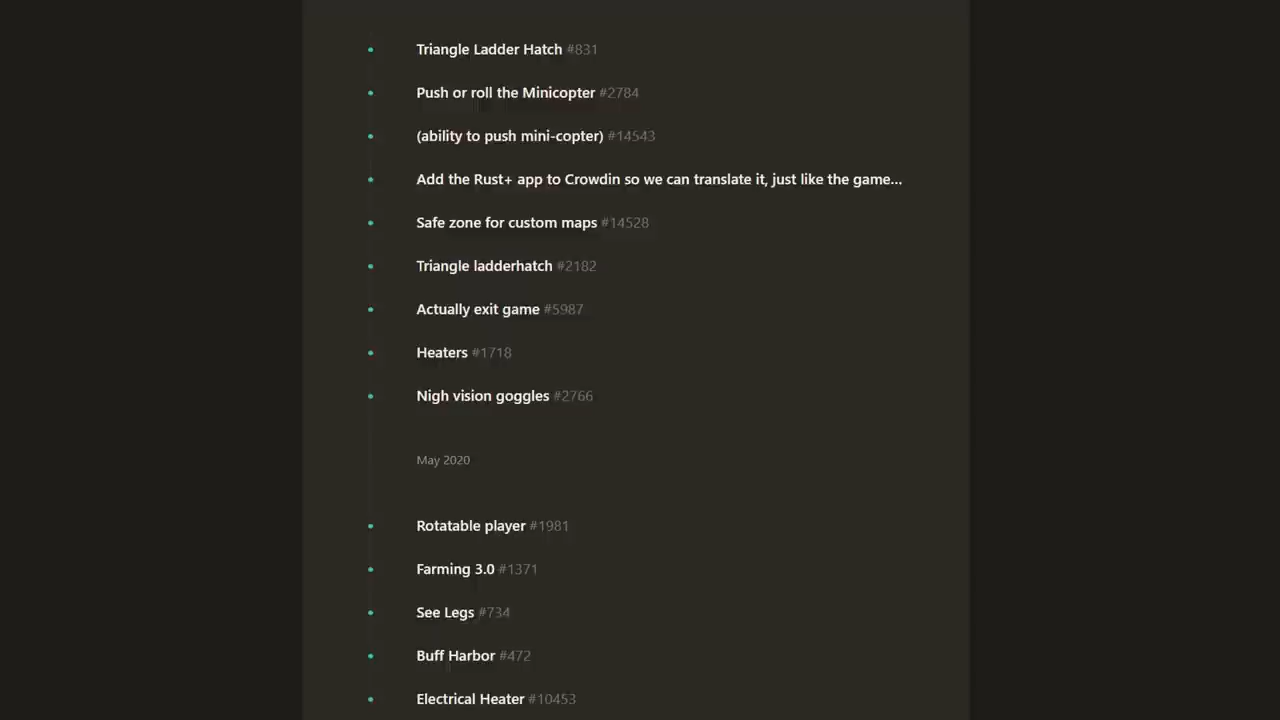 Triangle Ladder Hatch #831
Push or roll the Minicopter #2784
(ability to push mini-copter) #14543
Add the Rust+ app to Crowdin so we can translate it, just like the game...
Safe zone for custom maps #14528
Triangle ladderhatch #2182
Actually exit game #5987
Heaters #1718
Nigh vision goggles #2766
May 2020
Rotatable player #1981
Farming 3.0 #1371
See Legs #734
Buff Harbor #472
Electrical Heater #10453